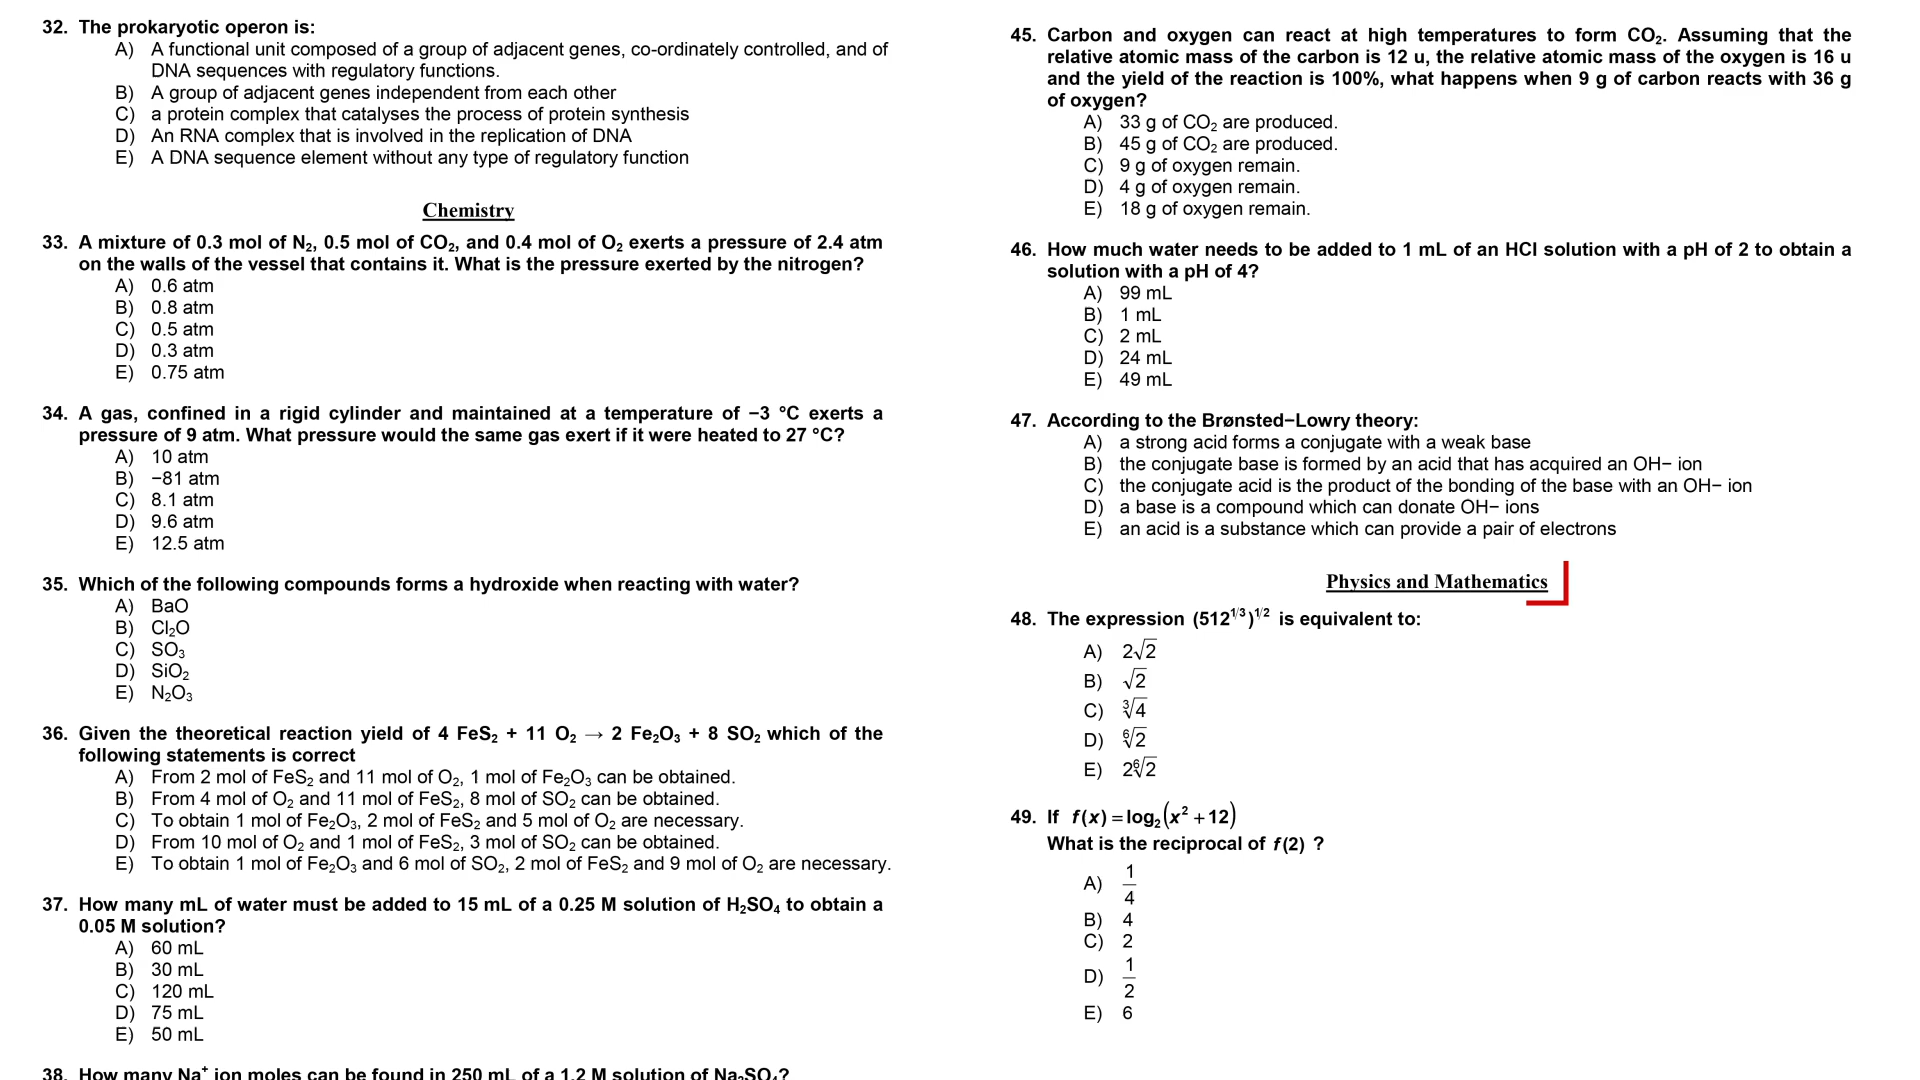 32. The prokaryotic operon is:
A) A functional unit composed of a group of adjacent genes, co-ordinately controlled, and of
DNA sequences with regulatory functions.
B) A group of adjacent genes independent from each other
C) a protein complex that catalyses the process of protein synthesis
D) An RNA complex that is involved in the replication of DNA
E) A DNA sequence element without any type of regulatory function
Chemistry
33. A mixture of 0.3 mol of N₂, 0.5 mol of CO₂, and 0.4 mol of O₂ exerts a pressure of 2.4 atm
on the walls of the vessel that contains it. What is the pressure exerted by the nitrogen?
A) 0.6 atm
B) 0.8 atm
C) 0.5 atm
D) 0.3 atm
E) 0.75 atm
34. A gas, confined in a rigid cylinder and maintained at a temperature of −3 °C exerts a
pressure of 9 atm. What pressure would the same gas exert if it were heated to 27 °C?
A) 10 atm
B) −81 atm
C) 8.1 atm
D) 9.6 atm
E) 12.5 atm
35. Which of the following compounds forms a hydroxide when reacting with water?
A) BaO
B) Cl₂O
C) SO₃
D) SiO₂
E) N₂O₃
36. Given the theoretical reaction yield of 4 FeS₂ + 11 O₂ → 2 Fe₂O₃ + 8 SO₂ which of the
following statements is correct
A) From 2 mol of FeS₂ and 11 mol of O₂, 1 mol of Fe₂O₃ can be obtained.
B) From 4 mol of O₂ and 11 mol of FeS₂, 8 mol of SO₂ can be obtained.
C) To obtain 1 mol of Fe₂O₃, 2 mol of FeS₂ and 5 mol of O₂ are necessary.
D) From 10 mol of O₂ and 1 mol of FeS₂, 3 mol of SO₂ can be obtained.
E) To obtain 1 mol of Fe₂O₃ and 6 mol of SO₂, 2 mol of FeS₂ and 9 mol of O₂ are necessary.
37. How many mL of water must be added to 15 mL of a 0.25 M solution of H₂SO₄ to obtain a
0.05 M solution?
A) 60 mL
B) 30 mL
C) 120 mL
D) 75 mL
E) 50 mL
38. How many Na⁺ ion moles can be found in 250 mL of a 1.2 M solution of Na₂SO₄?
45. Carbon and oxygen can react at high temperatures to form CO₂. Assuming that the
relative atomic mass of the carbon is 12 u, the relative atomic mass of the oxygen is 16 u
and the yield of the reaction is 100%, what happens when 9 g of carbon reacts with 36 g
of oxygen?
A) 33 g of CO₂ are produced.
B) 45 g of CO₂ are produced.
C) 9 g of oxygen remain.
D) 4 g of oxygen remain.
E) 18 g of oxygen remain.
46. How much water needs to be added to 1 mL of an HCl solution with a pH of 2 to obtain a
solution with a pH of 4?
A) 99 mL
B) 1 mL
C) 2 mL
D) 24 mL
E) 49 mL
47. According to the Brønsted−Lowry theory:
A) a strong acid forms a conjugate with a weak base
B) the conjugate base is formed by an acid that has acquired an OH− ion
C) the conjugate acid is the product of the bonding of the base with an OH− ion
D) a base is a compound which can donate OH− ions
E) an acid is a substance which can provide a pair of electrons
Physics and Mathematics
48. The expression (512^1/3)^1/2 is equivalent to:
A) 2√2
B) √2
C) ³√4
D) ⁶√2
E) 2⁶√2
49. If f(x) = log₂(x² + 12)
What is the reciprocal of f(2) ?
A) 1/4
B) 4
C) 2
D) 1/2
E) 6